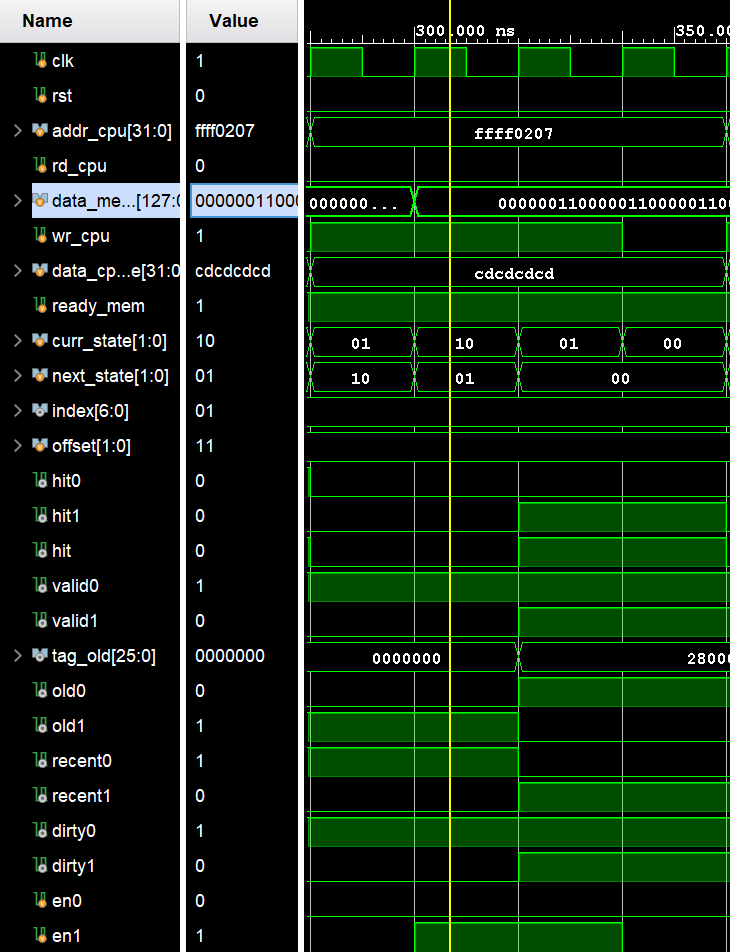 Name Value 300.000 ns 350.00
clk 1
rst 0
addr_cpu[31:0] ffff0207 ffff0207
rd_cpu 0
data_me...[127:0 00000011000 000000... 0000001100000110000011000
wr_cpu 1
data_cp...e[31:0 cdcdcdcd cdcdcdcd
ready_mem 1
curr_state[1:0] 10 01 10 01 00
next_state[1:0] 01 10 01 00
index[6:0] 01
offset[1:0] 11
hit0 0
hit1 0
hit 0
valid0 1
valid1 0
tag_old[25:0] 0000000 0000000 28000
old0 0
old1 1
recent0 1
recent1 0
dirty0 1
dirty1 0
en0 0
en1 1